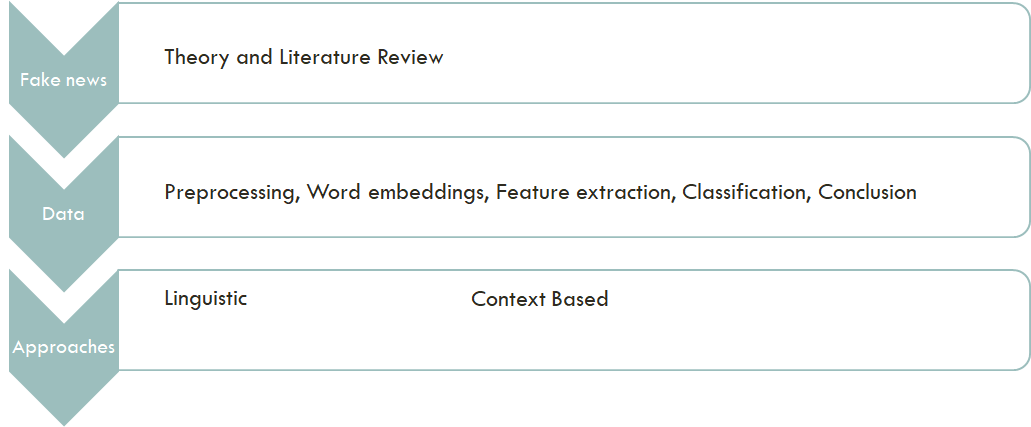 Fake news
Theory and Literature Review
Data
Preprocessing, Word embeddings, Feature extraction, Classification, Conclusion
Approaches
Linguistic
Context Based